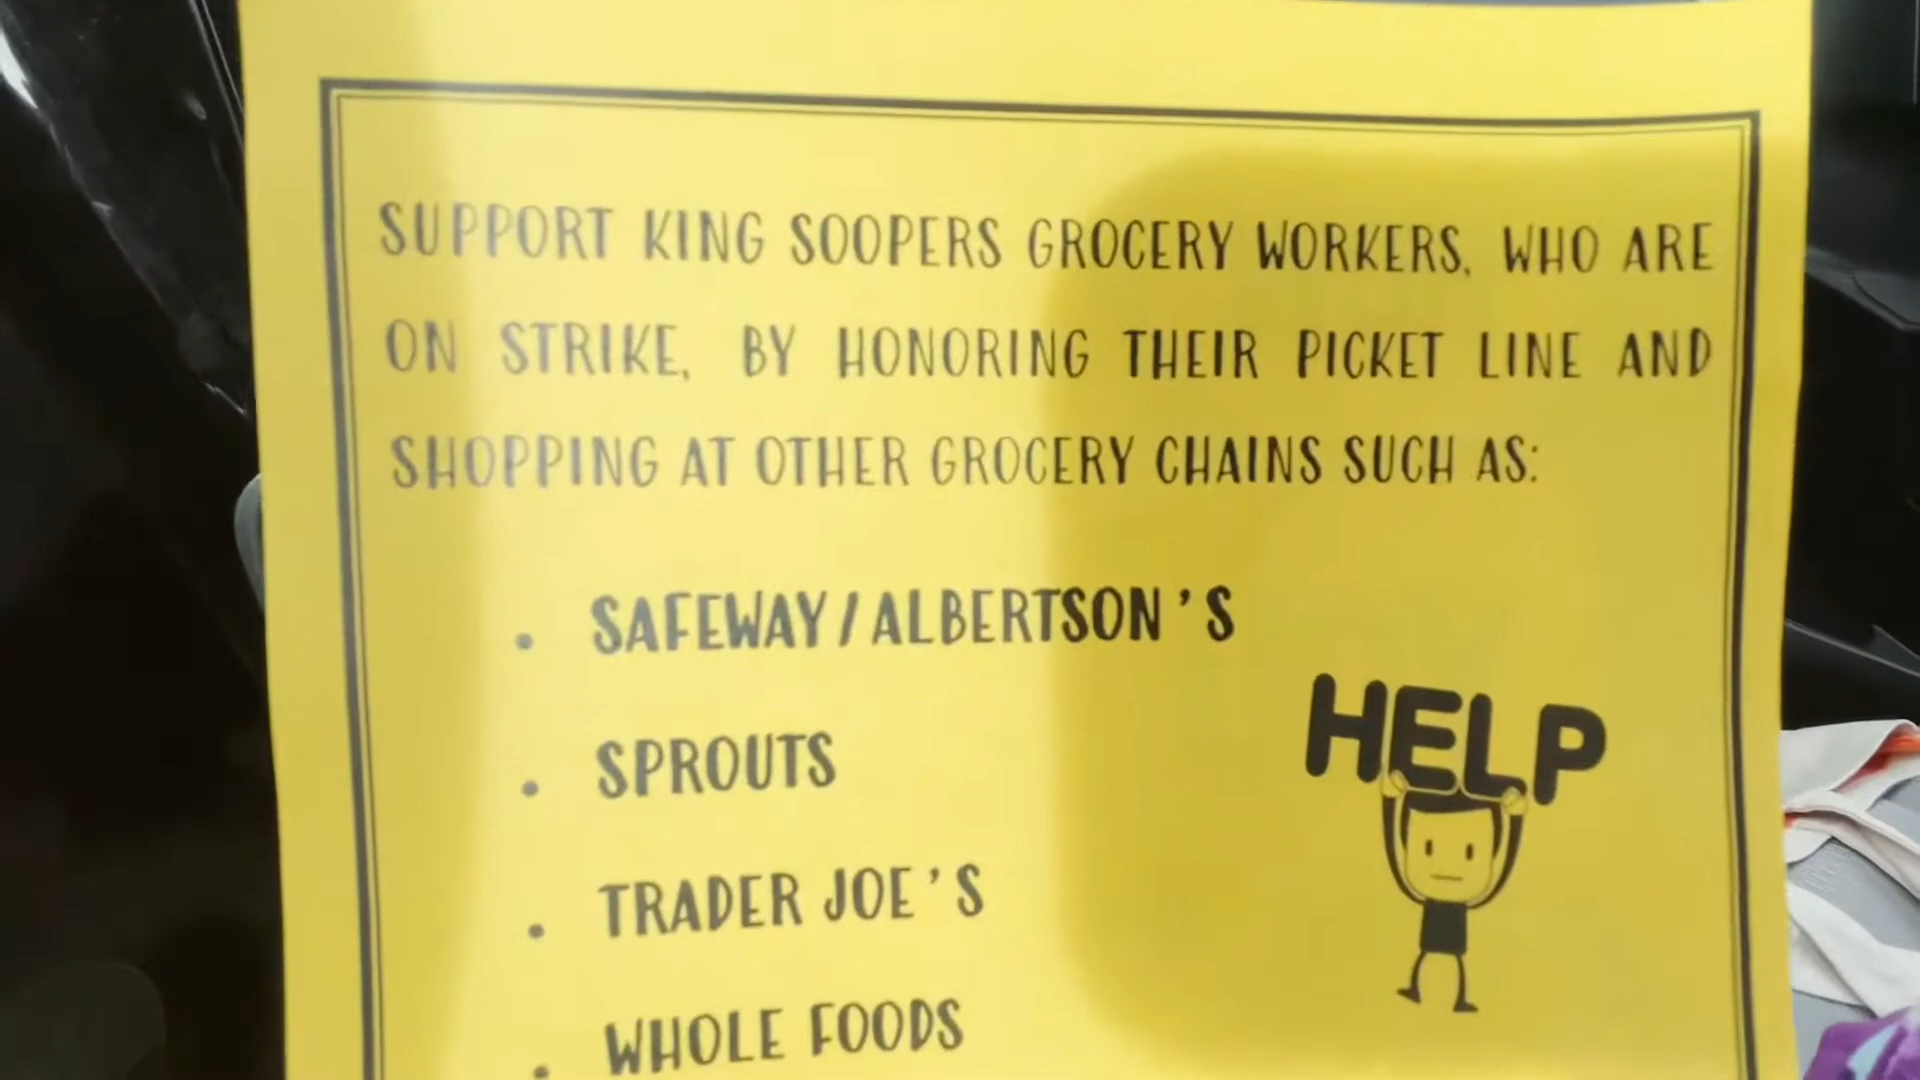 SUPPORT KING SOOPERS GROCERY WORKERS, WHO ARE
ON STRIKE, BY HONORING THEIR PICKET LINE AND
SHOPPING AT OTHER GROCERY CHAINS SUCH AS:
• SAFEWAY/ALBERTSON'S
• SPROUTS
• TRADER JOE'S
• WHOLE FOODS
HELP